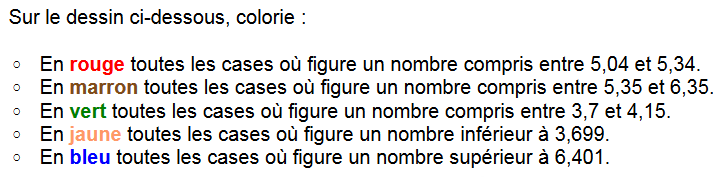 Sur le dessin ci-dessous, colorie :
○ En rouge toutes les cases où figure un nombre compris entre 5,04 et 5,34.
○ En marron toutes les cases où figure un nombre compris entre 5,35 et 6,35.
○ En vert toutes les cases où figure un nombre compris entre 3,7 et 4,15.
○ En jaune toutes les cases où figure un nombre inférieur à 3,699.
○ En bleu toutes les cases où figure un nombre supérieur à 6,401.